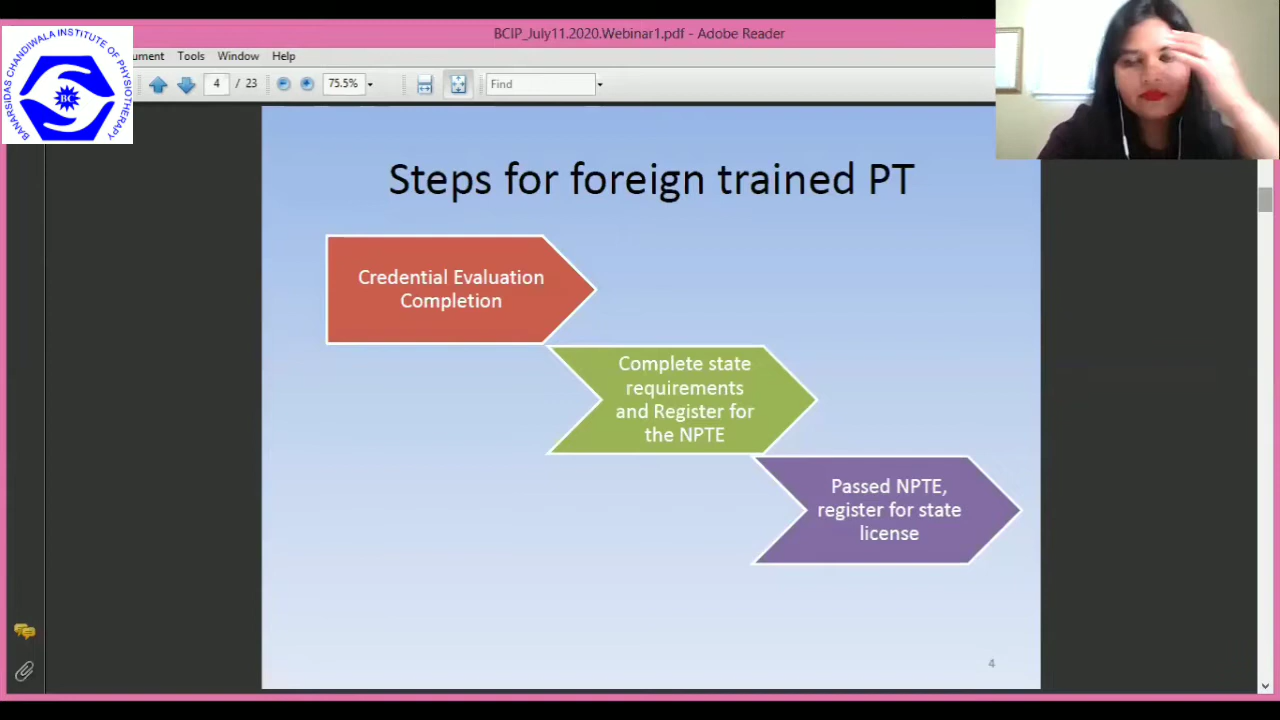 BCIP_July11.2020.Webinar1.pdf - Adobe Reader
BANARSIDAS CHANDIWALA INSTITUTE OF PHYSIOTHERAPY
BC
ument Tools Window Help
4 / 23 75.5% Find
Steps for foreign trained PT
Credential Evaluation
Completion
Complete state
requirements
and Register for
the NPTE
Passed NPTE,
register for state
license
4